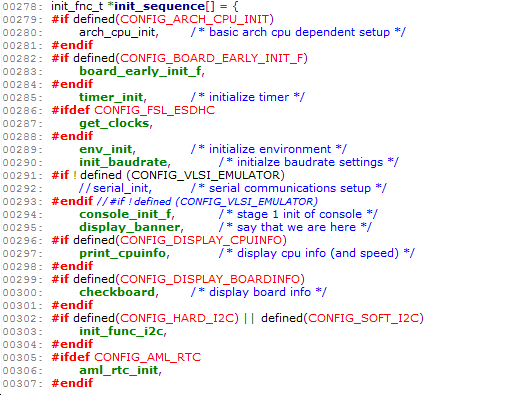 00278: init_fnc_t *init_sequence[] = {
00279: #if defined(CONFIG_ARCH_CPU_INIT)
00280: arch_cpu_init, /* basic arch cpu dependent setup */
00281: #endif
00282: #if defined(CONFIG_BOARD_EARLY_INIT_F)
00283: board_early_init_f,
00284: #endif
00285: timer_init, /* initialize timer */
00286: #ifdef CONFIG_FSL_ESDHC
00287: get_clocks,
00288: #endif
00289: env_init, /* initialize environment */
00290: init_baudrate, /* initialze baudrate settings */
00291: #if ! defined (CONFIG_VLSI_EMULATOR)
00292: //serial_init, /* serial communications setup */
00293: #endif //#if ! defined (CONFIG_VLSI_EMULATOR)
00294: console_init_f, /* stage 1 init of console */
00295: display_banner, /* say that we are here */
00296: #if defined(CONFIG_DISPLAY_CPUINFO)
00297: print_cpuinfo, /* display cpu info (and speed) */
00298: #endif
00299: #if defined(CONFIG_DISPLAY_BOARDINFO)
00300: checkboard, /* display board info */
00301: #endif
00302: #if defined(CONFIG_HARD_I2C) || defined(CONFIG_SOFT_I2C)
00303: init_func_i2c,
00304: #endif
00305: #ifdef CONFIG_AML_RTC
00306: aml_rtc_init,
00307: #endif